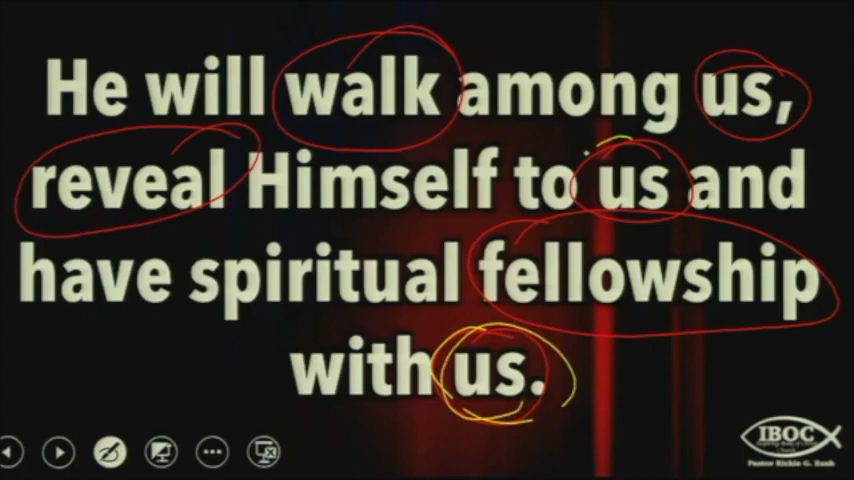 He will walk among us,
reveal Himself to us and
have spiritual fellowship
with us.
IBOC